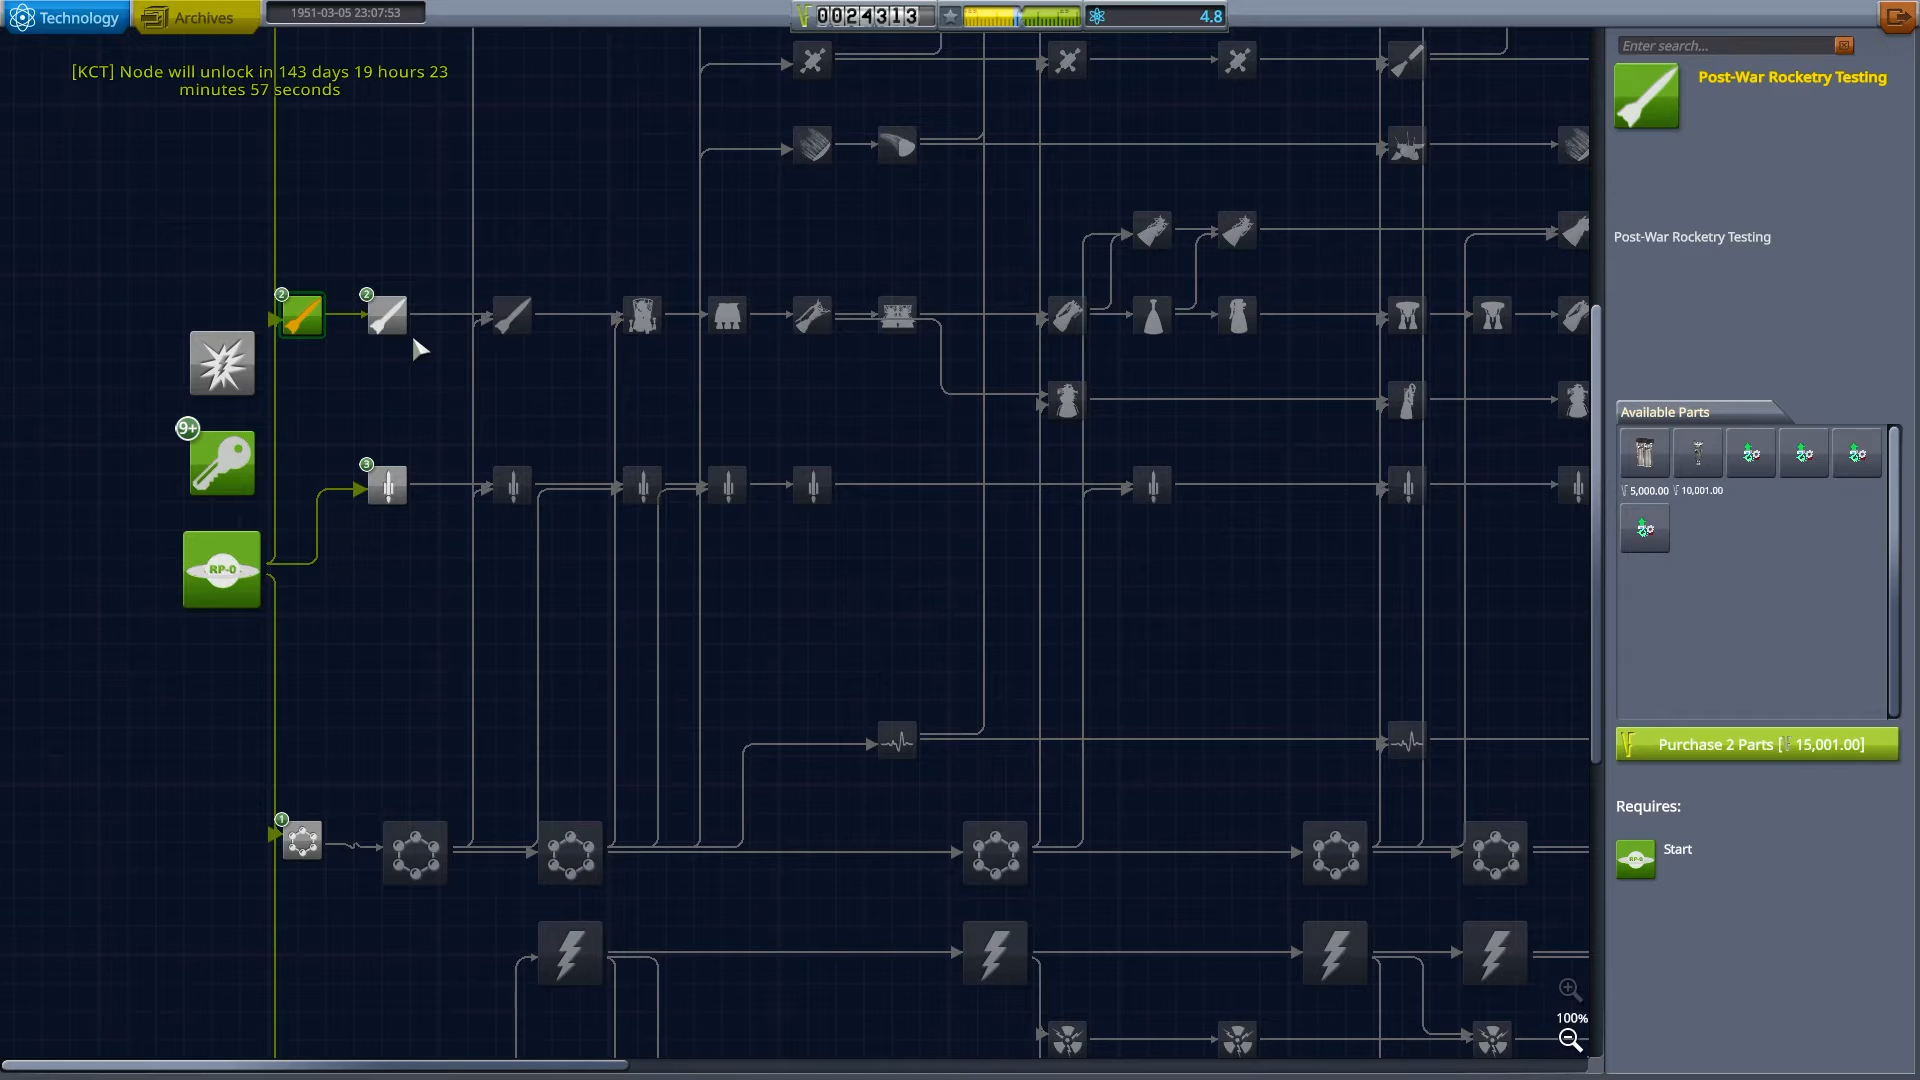 Technology
Archives
1951-03-05 23:07:53
0024313
4.8
[KCT] Node will unlock in 143 days 19 hours 23
minutes 57 seconds
2
2
9+
3
RP-0
1
100%
Enter search...
Post-War Rocketry Testing
Post-War Rocketry Testing
Available Parts
5,000.00
10,001.00
Purchase 2 Parts [ 15,001.00]
Requires:
RP-0
Start